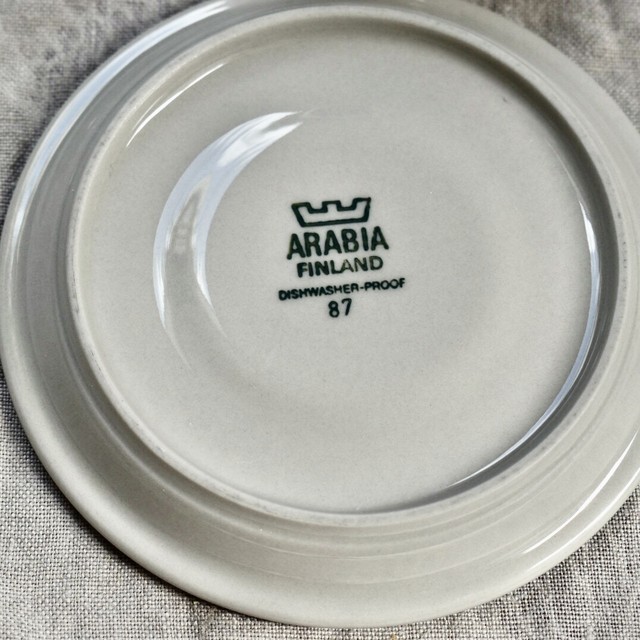 ARABIA
FINLAND
DISHWASHER-PROOF
87